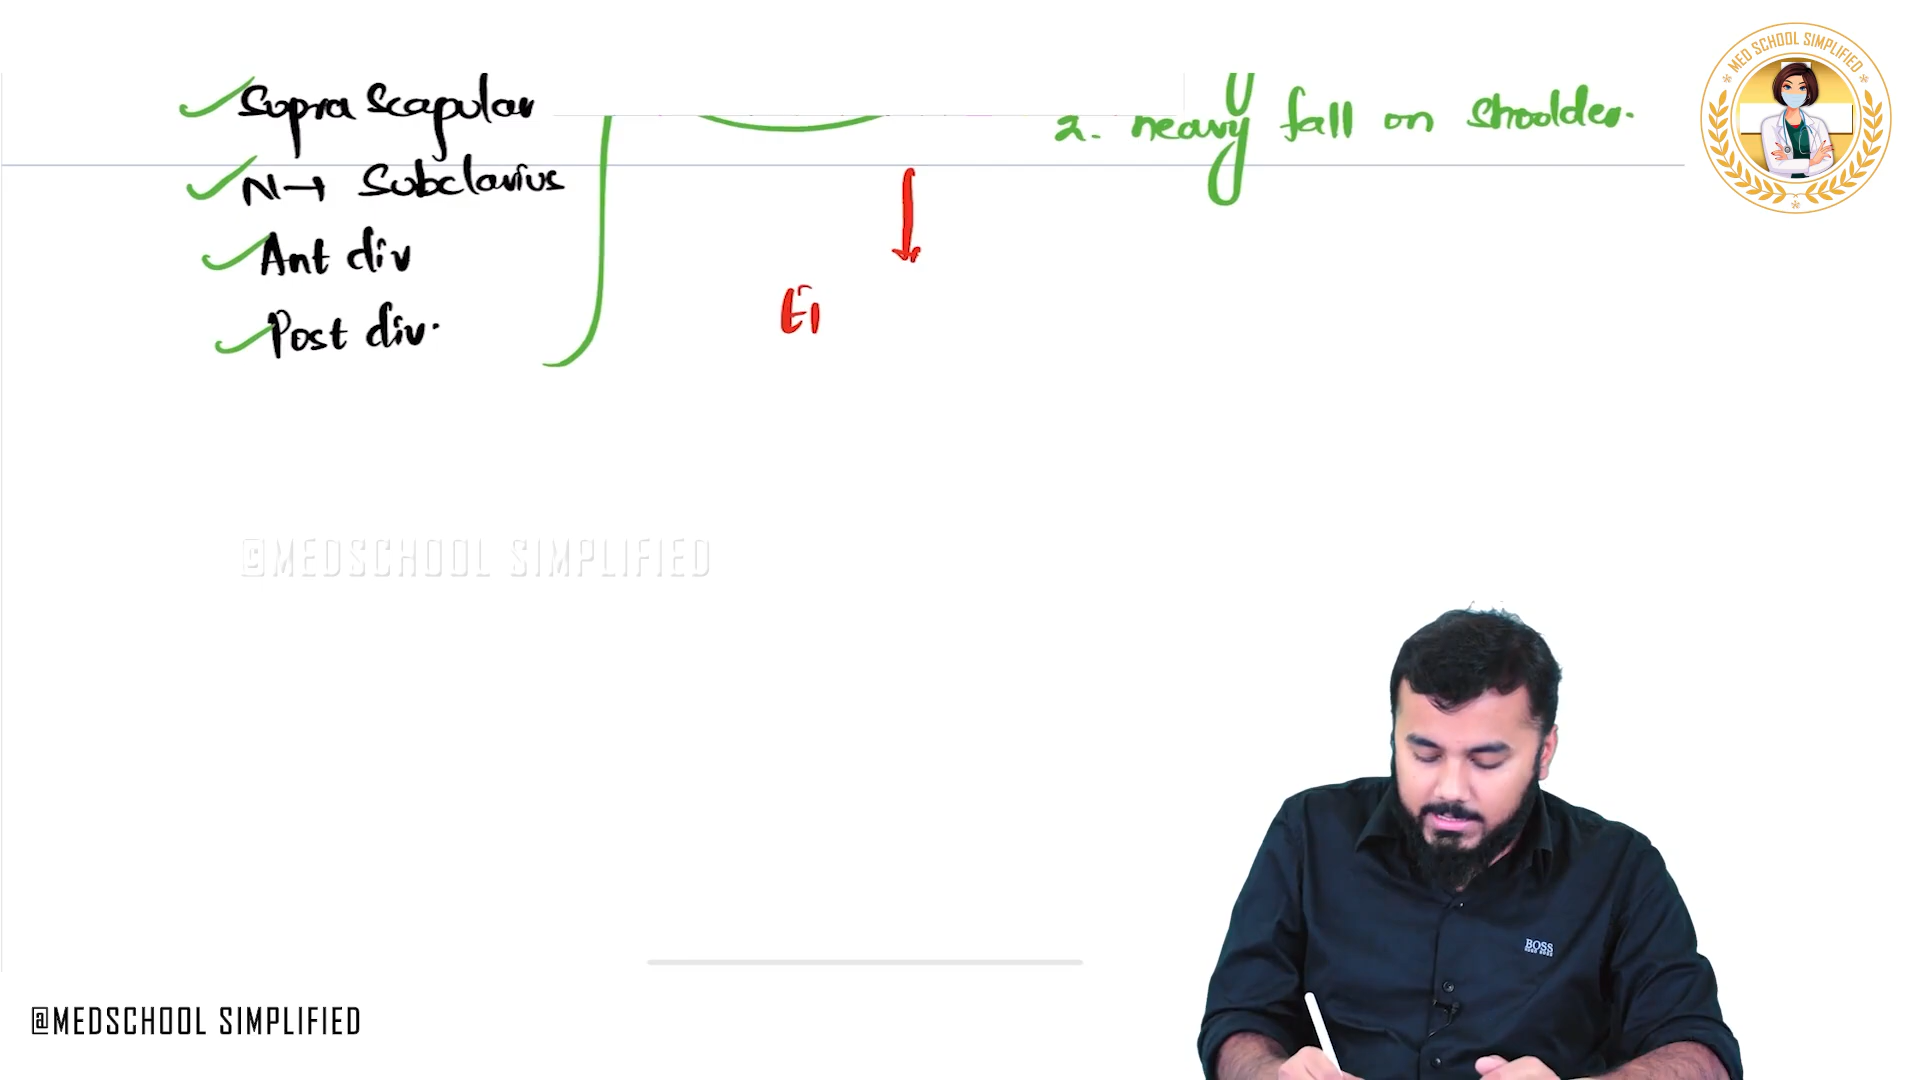 MED SCHOOL SIMPLIFIED
Supra Scapular
2. heavy fall on shoulder.
N → Subclavius
Ant div
Post div.
Er
@MEDSCHOOL SIMPLIFIED
BOSS
@MEDSCHOOL SIMPLIFIED